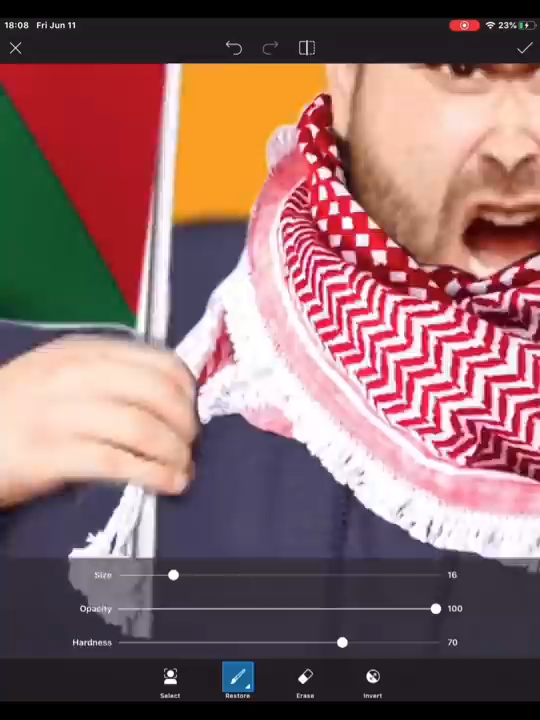 18:08 Fri Jun 11 23%
Size 16
Opacity 100
Hardness 70
Select Restore Erase Invert